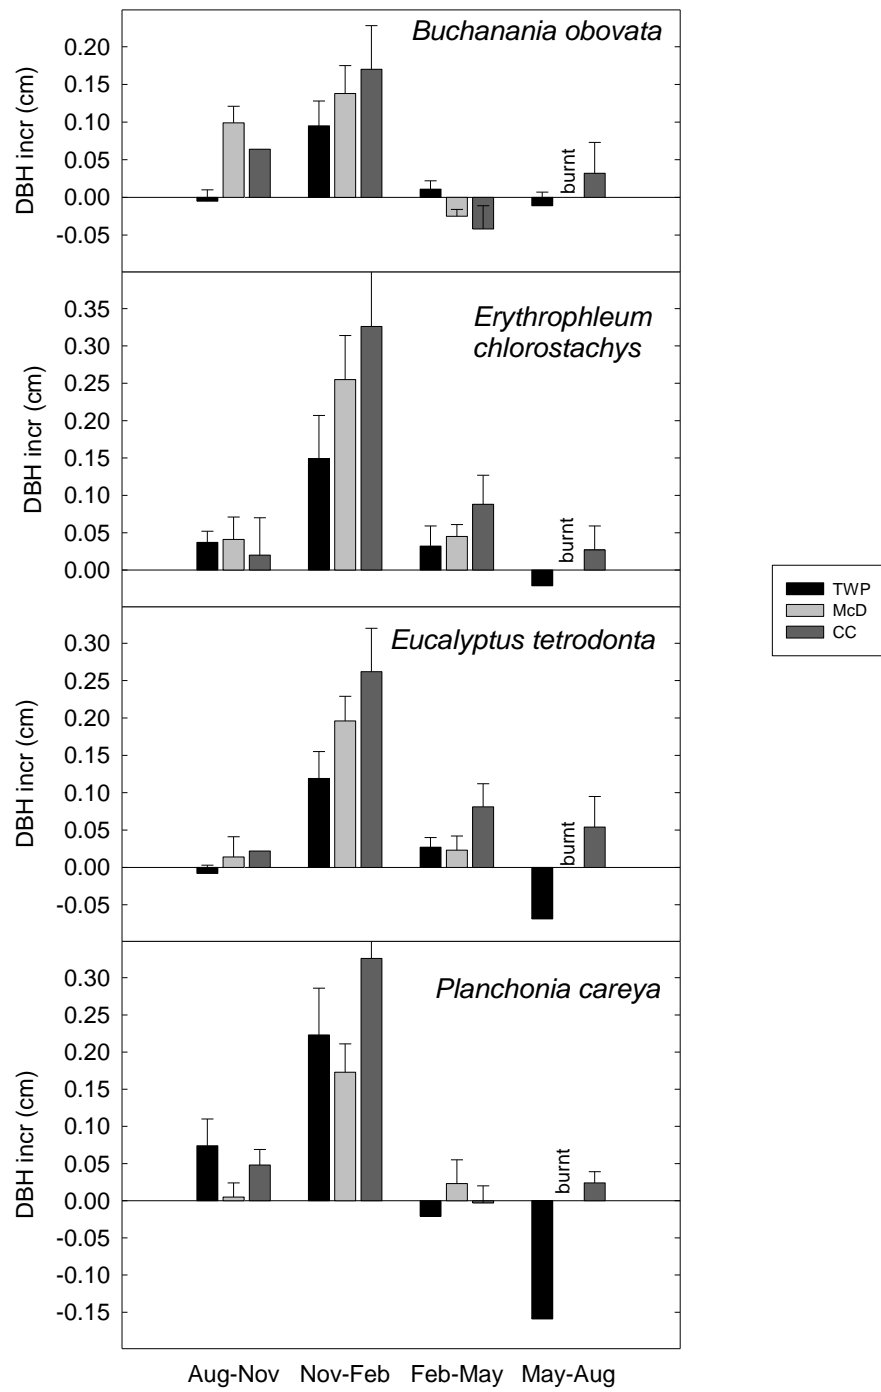 Buchanania obovata
DBH incr (cm)
0.20
0.15
0.10
0.05
0.00
-0.05
burnt
Erythrophleum
chlorostachys
DBH incr (cm)
0.35
0.30
0.25
0.20
0.15
0.10
0.05
0.00
burnt
TWP
McD
CC
Eucalyptus tetrodonta
DBH incr (cm)
0.30
0.25
0.20
0.15
0.10
0.05
0.00
-0.05
burnt
Planchonia careya
DBH incr (cm)
0.30
0.25
0.20
0.15
0.10
0.05
0.00
-0.05
-0.10
-0.15
burnt
Aug-Nov Nov-Feb Feb-May May-Aug